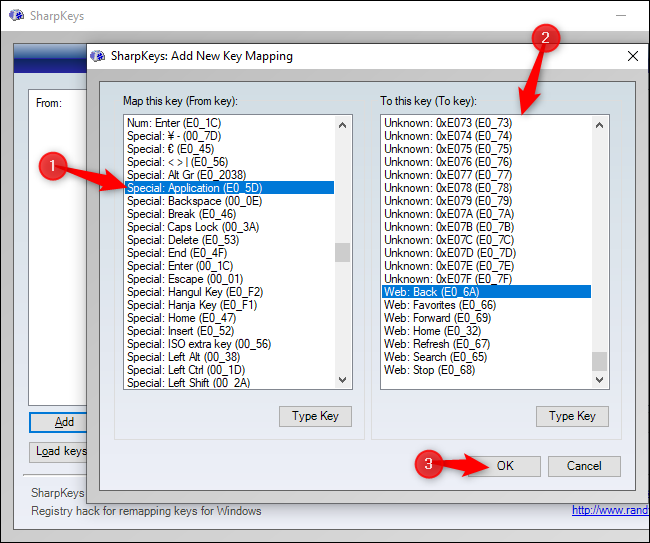 SharpKeys
SharpKeys: Add New Key Mapping
2
From:
Map this key (From key):
Num: Enter (E0_1C)
Special: ¥ - (00_7D)
Special: € (E0_45)
Special: < > | (E0_56)
Special: Alt Gr (E0_2038)
Special: Application (E0_5D)
Special: Backspace (00_0E)
Special: Break (E0_46)
Special: Caps Lock (00_3A)
Special: Delete (E0_53)
Special: End (E0_4F)
Special: Enter (00_1C)
Special: Escape (00_01)
Special: Hangul Key (E0_F2)
Special: Hanja Key (E0_F1)
Special: Home (E0_47)
Special: Insert (E0_52)
Special: ISO extra key (00_56)
Special: Left Alt (00_38)
Special: Left Ctrl (00_1D)
Special: Left Shift (00_2A)
1
Type Key
To this key (To key):
Unknown: 0xE073 (E0_73)
Unknown: 0xE074 (E0_74)
Unknown: 0xE075 (E0_75)
Unknown: 0xE076 (E0_76)
Unknown: 0xE077 (E0_77)
Unknown: 0xE078 (E0_78)
Unknown: 0xE079 (E0_79)
Unknown: 0xE07A (E0_7A)
Unknown: 0xE07B (E0_7B)
Unknown: 0xE07C (E0_7C)
Unknown: 0xE07D (E0_7D)
Unknown: 0xE07E (E0_7E)
Unknown: 0xE07F (E0_7F)
Web: Back (E0_6A)
Web: Favorites (E0_66)
Web: Forward (E0_69)
Web: Home (E0_32)
Web: Refresh (E0_67)
Web: Search (E0_65)
Web: Stop (E0_68)
Type Key
Add
Load keys
3
OK
Cancel
SharpKeys
Registry hack for remapping keys for Windows
http://www.rand